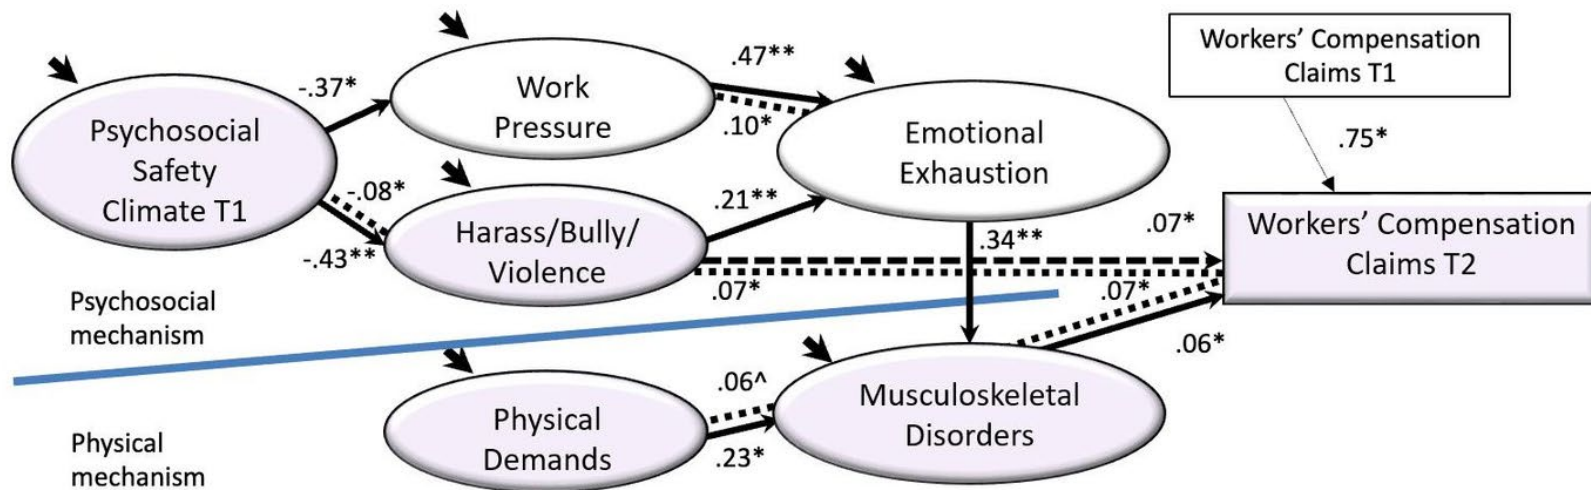 Workers' Compensation
Claims T1
.47**
-.37*
Work
Pressure
.10*
Psychosocial
Safety
Climate T1
Emotional
Exhaustion
.75*
-.08*
.21**
-.43**
Harass/Bully/
Violence
.34**
.07*
Workers' Compensation
Claims T2
.07*
.07*
.06*
Psychosocial
mechanism
Physical
mechanism
Physical
Demands
.06^
.23*
Musculoskeletal
Disorders